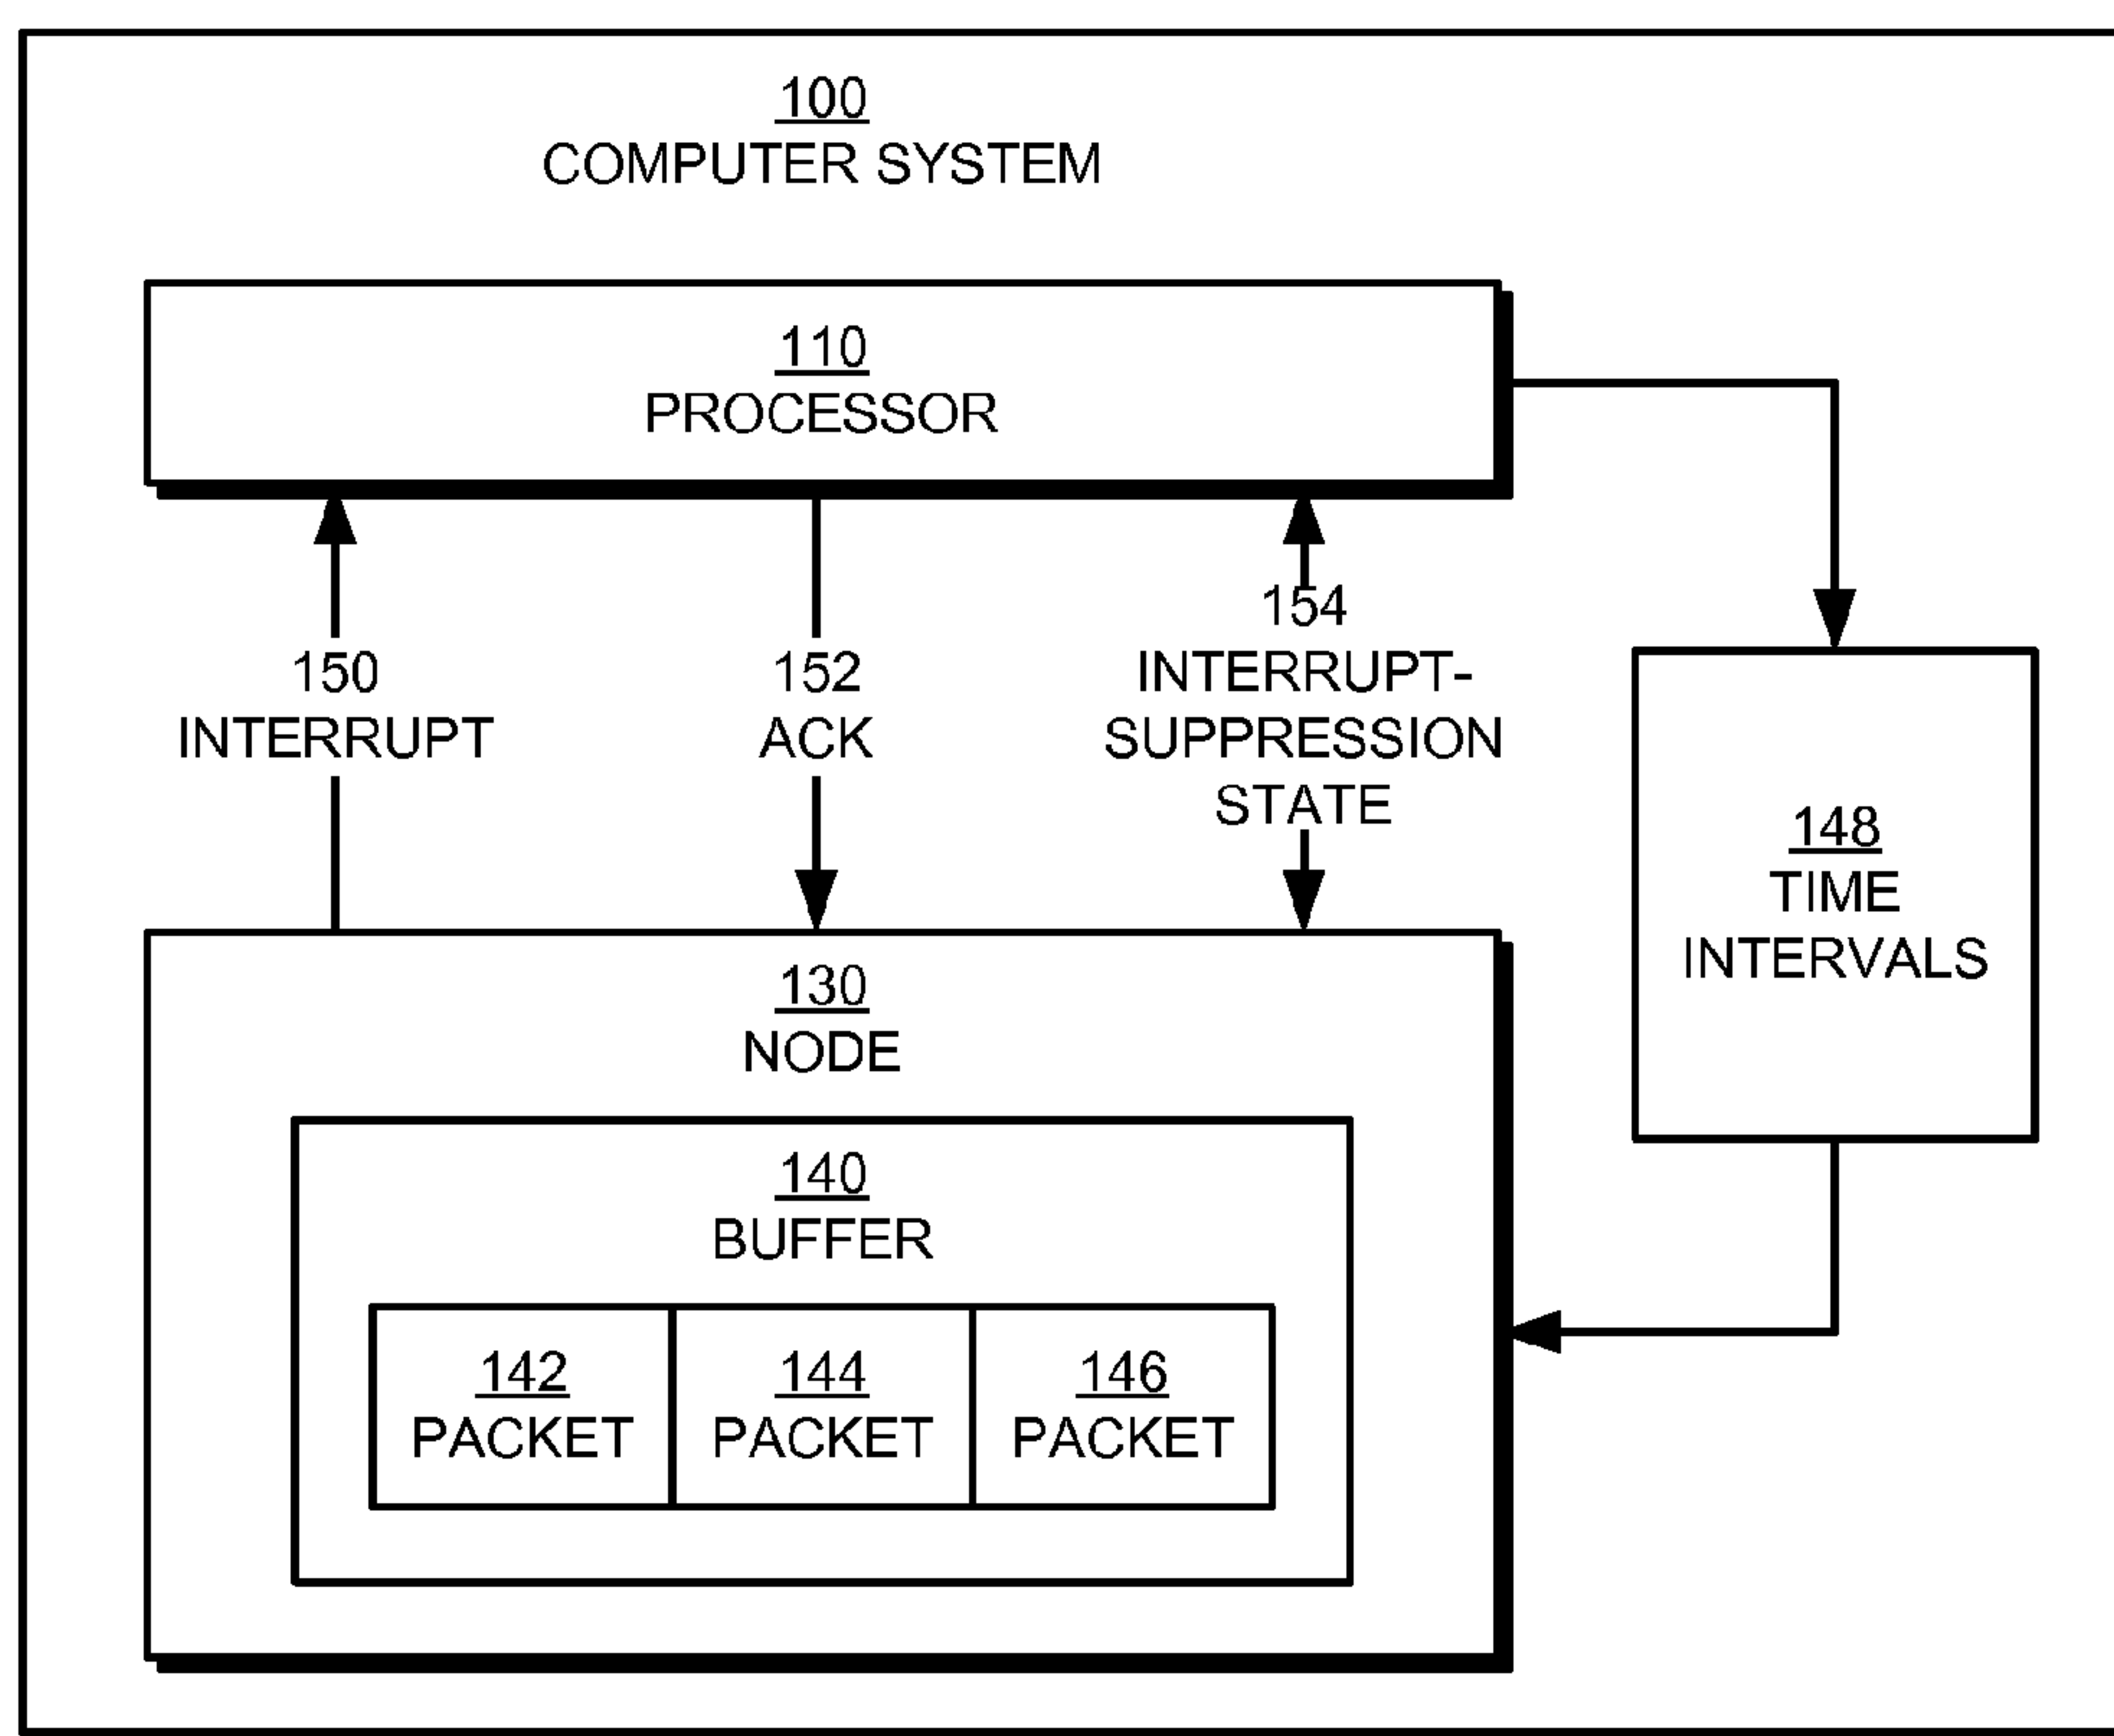 100
COMPUTER SYSTEM
110
PROCESSOR
150
INTERRUPT
152
ACK
154
INTERRUPT-
SUPPRESSION
STATE
148
TIME
INTERVALS
130
NODE
140
BUFFER
142
PACKET
144
PACKET
146
PACKET